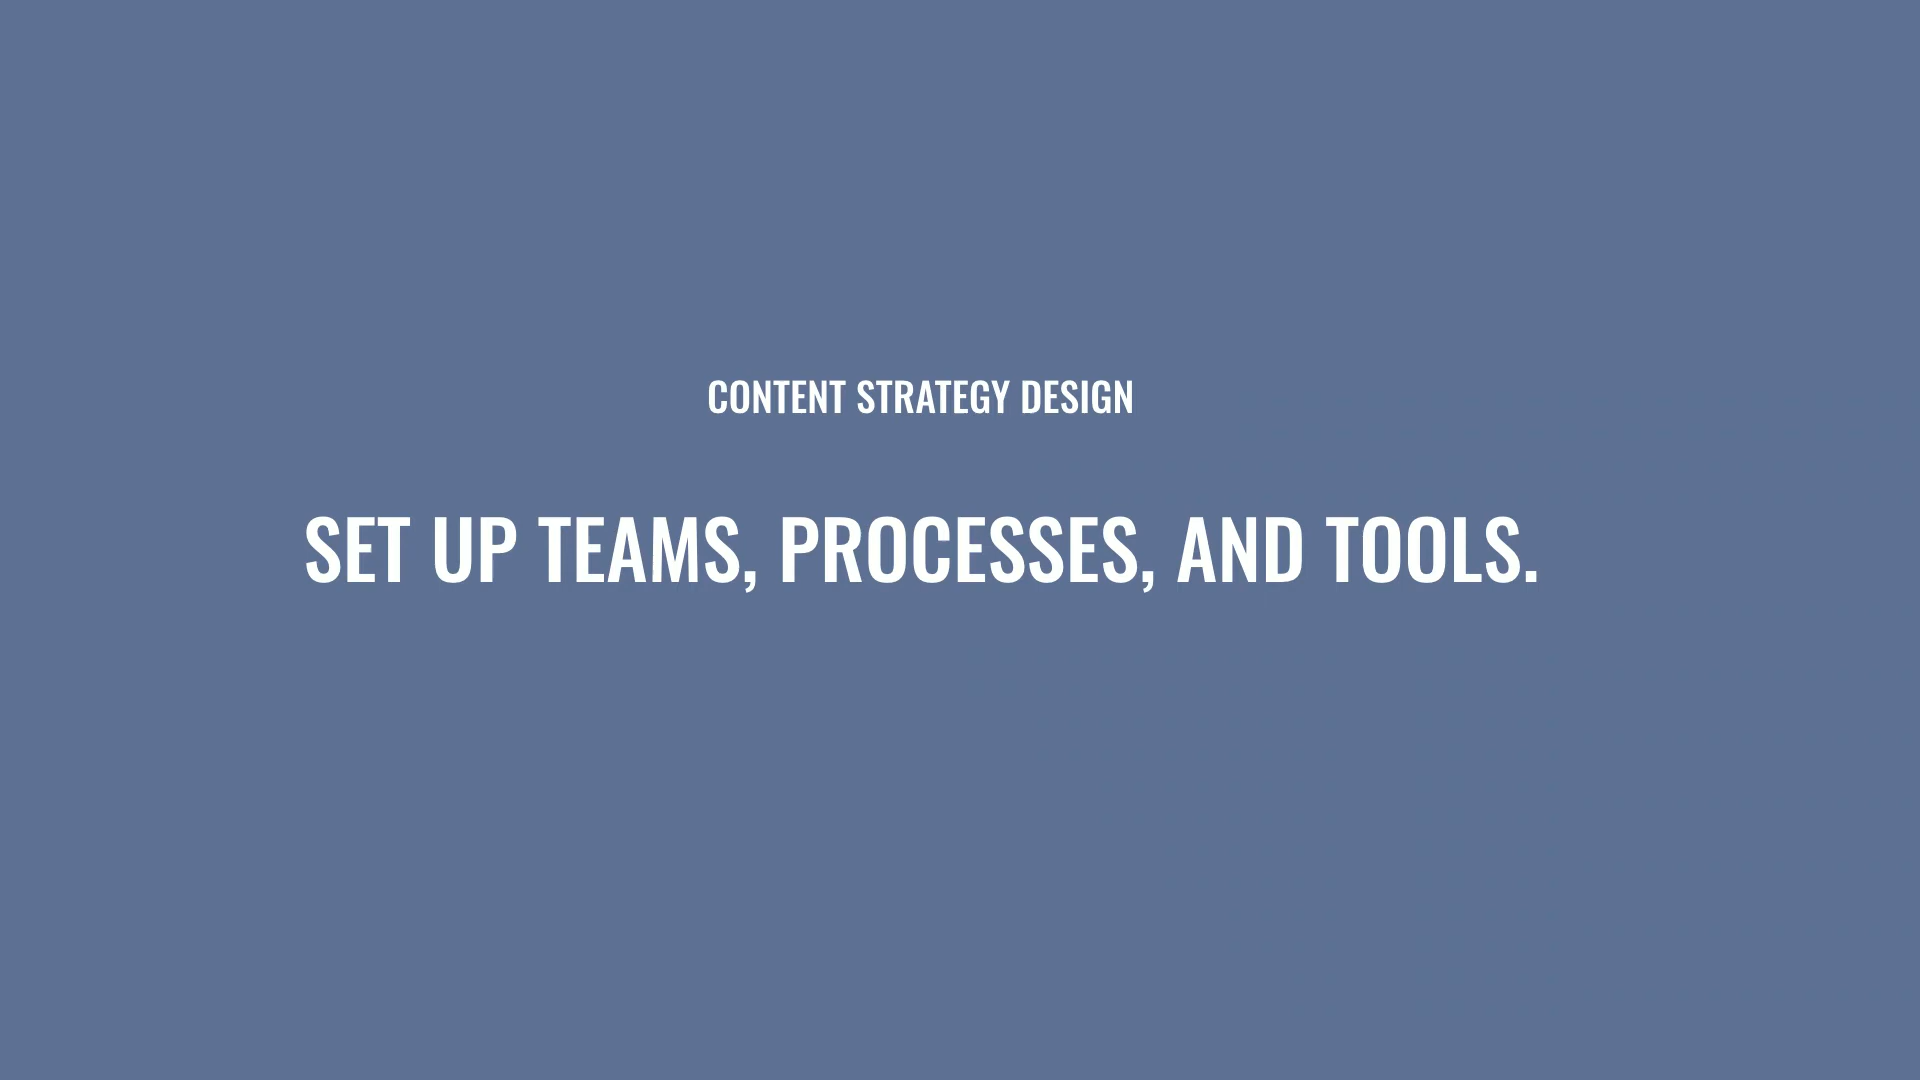 CONTENT STRATEGY DESIGN
SET UP TEAMS, PROCESSES, AND TOOLS.